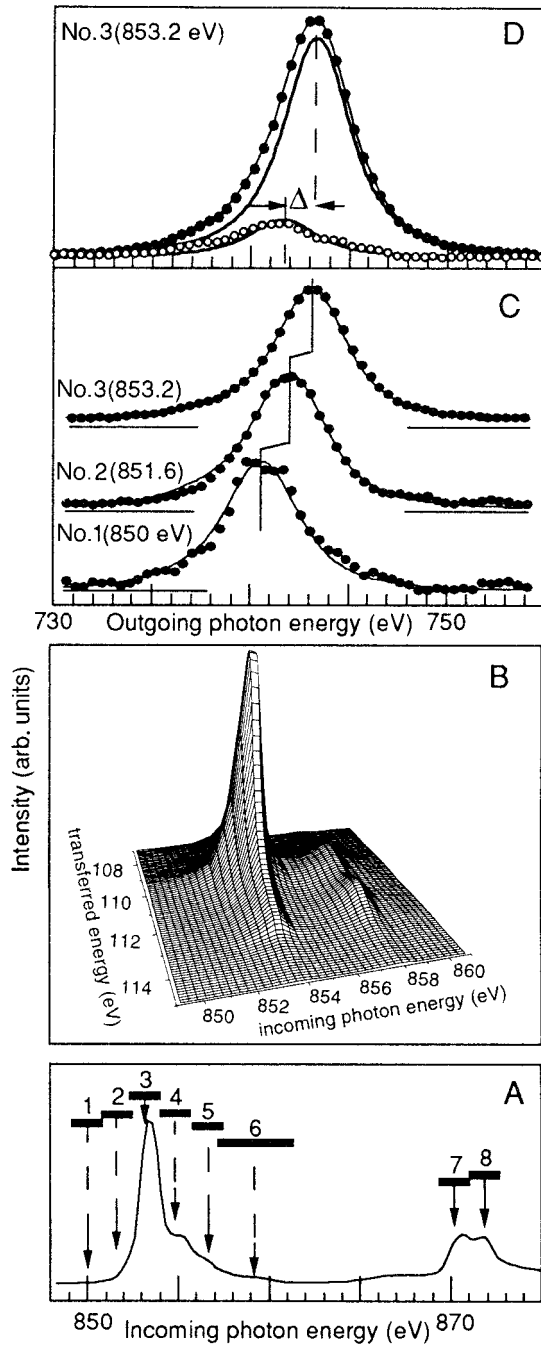 No.3(853.2 eV)
D
Δ
C
No.3(853.2)
No.2(851.6)
No.1(850 eV)
730
Outgoing photon energy (eV)
750
Intensity (arb. units)
B
transferred energy (eV)
108
110
112
114
850
852
854
856
858
860
incoming photon energy (eV)
A
1
2
3
4
5
6
7
8
850
870
Incoming photon energy (eV)